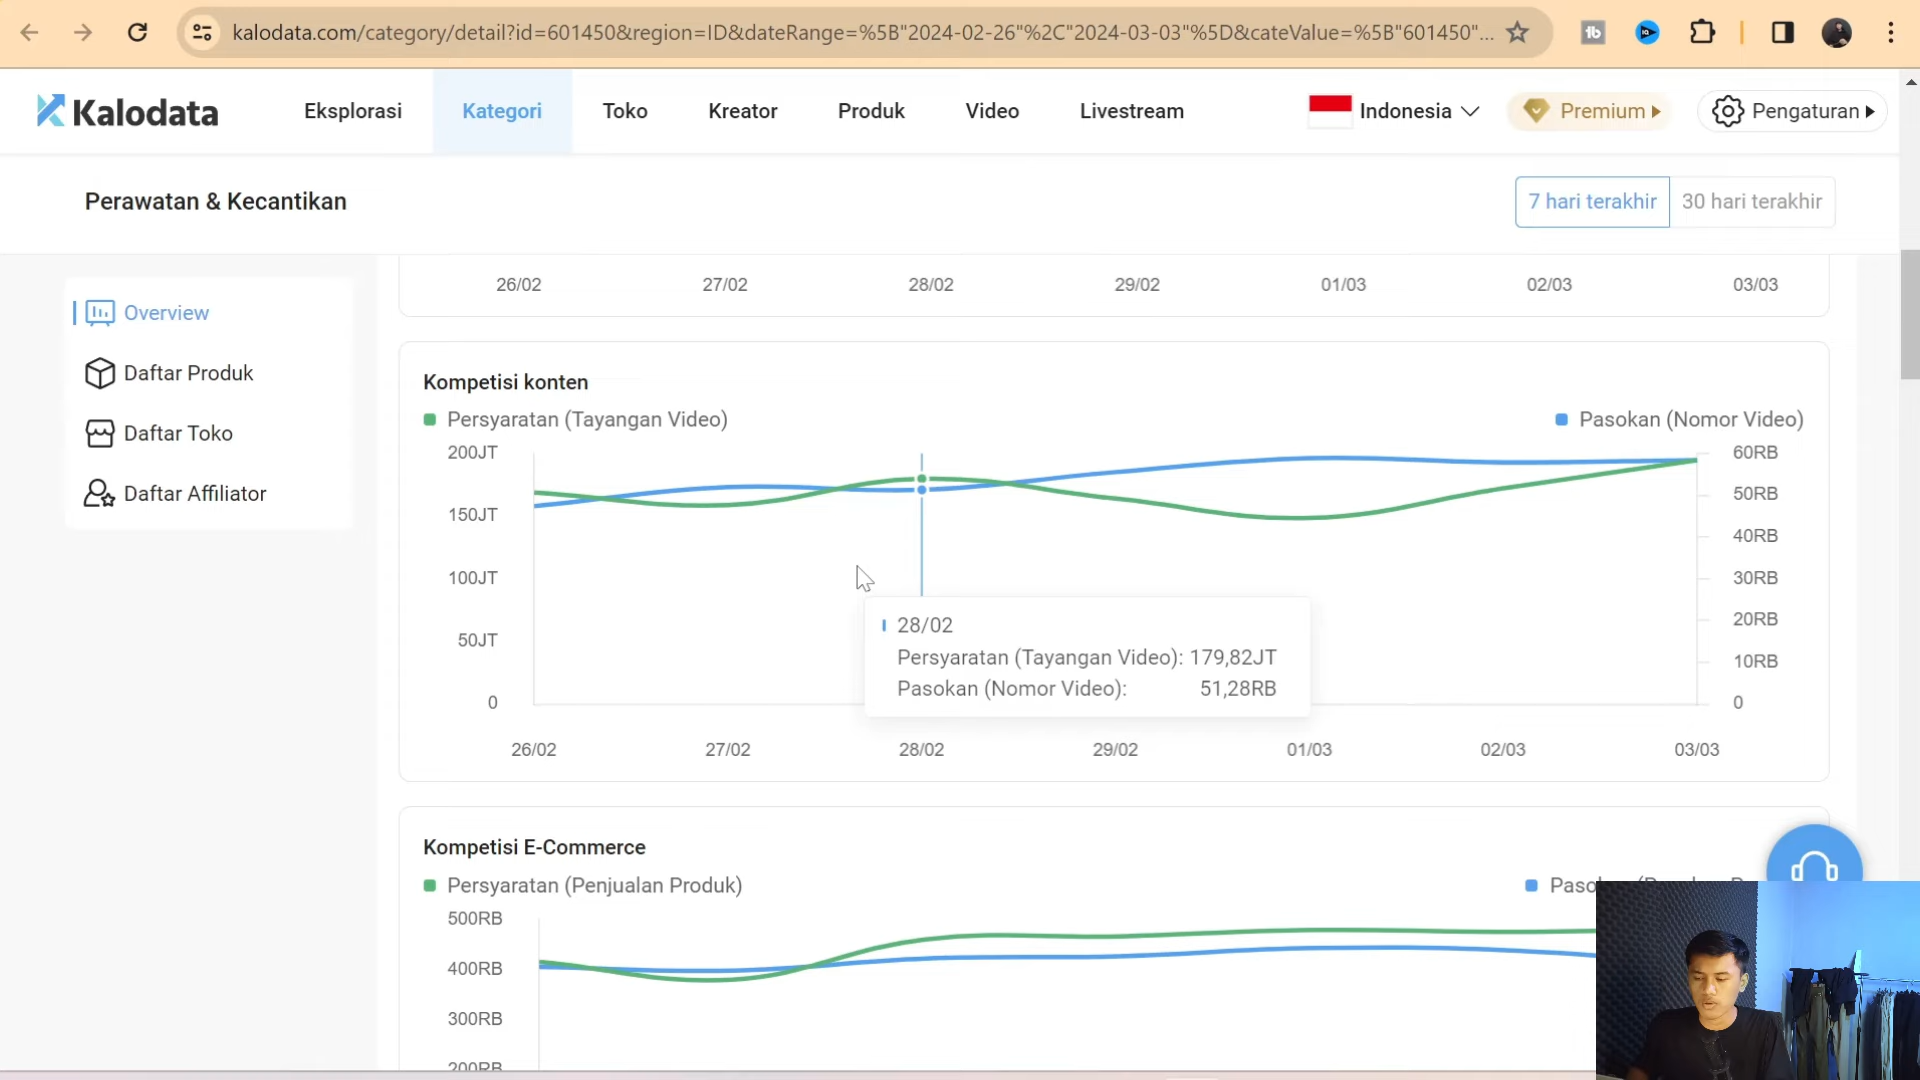 kalodata.com/category/detail?id=601450&region=ID&dateRange=%5B"2024-02-26"%2C"2024-03-03"%5D&cateValue=%5B"601450"...
Kalodata
Eksplorasi Kategori Toko Kreator Produk Video Livestream Indonesia Premium Pengaturan
Perawatan & Kecantikan
7 hari terakhir 30 hari terakhir
Overview
Daftar Produk
Daftar Toko
Daftar Affiliator
26/02 27/02 28/02 29/02 01/03 02/03 03/03
Kompetisi konten
Persyaratan (Tayangan Video) Pasokan (Nomor Video)
200JT 60RB
50RB
150JT
40RB
100JT 30RB
20RB
50JT
10RB
0 0
28/02
Persyaratan (Tayangan Video): 179,82JT
Pasokan (Nomor Video): 51,28RB
26/02 27/02 28/02 29/02 01/03 02/03 03/03
Kompetisi E-Commerce
Persyaratan (Penjualan Produk)
500RB
400RB
300RB
200RB